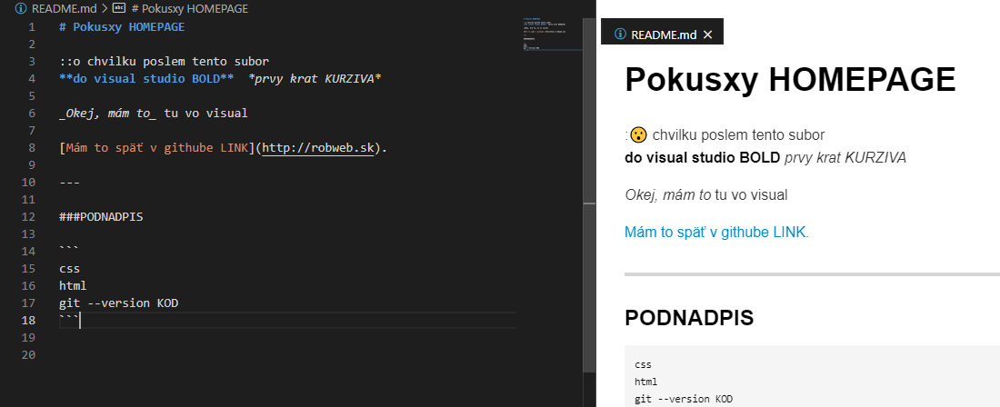 README.md > # Pokusxy HOMEPAGE
1 # Pokusxy HOMEPAGE
2
3 ::o chvilku poslem tento subor
4 **do visual studio BOLD**  *prvy krat KURZIVA*
5
6 _Okej, mám to_ tu vo visual
7
8 [Mám to späť v githube LINK](http://robweb.sk).
9
10 ---
11
12 ###PODNADPIS
13
14 ```
15 css
16 html
17 git --version KOD
18 ```
19
20
README.md ×
Pokusxy HOMEPAGE
:😮 chvilku poslem tento subor
do visual studio BOLD prvy krat KURZIVA
Okej, mám to tu vo visual
Mám to späť v githube LINK.
PODNADPIS
css
html
git --version KOD